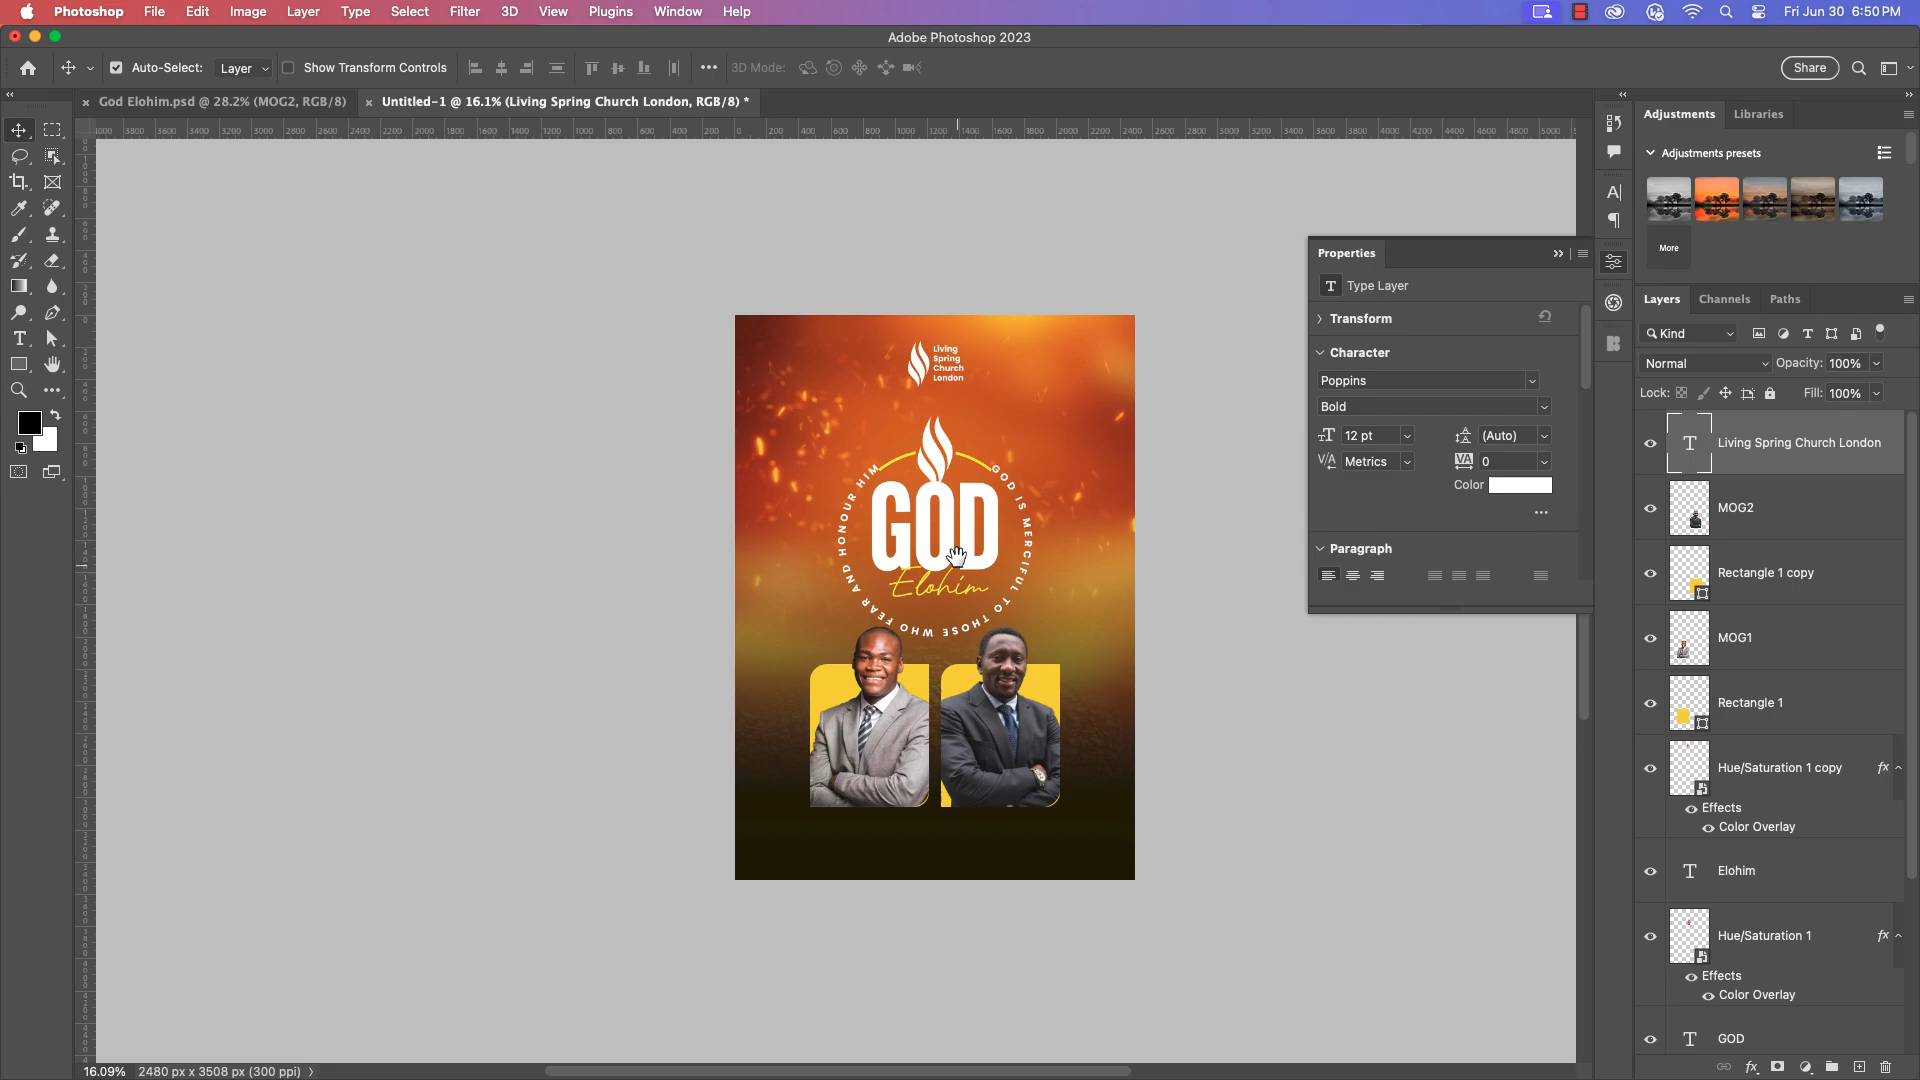 Photoshop File Edit Image Layer Type Select Filter 3D View Plugins Window Help Fri Jun 30 6:50 PM
Adobe Photoshop 2023
Auto-Select: Layer Show Transform Controls 3D Mode: Share
God Elohim.psd @ 28.2% (MOG2, RGB/8) Untitled-1 @ 16.1% (Living Spring Church London, RGB/8) *
Adjustments Libraries
Adjustments presets
More
Properties
Type Layer
Transform
Character
Poppins
Bold
12 pt (Auto)
Metrics 0
Color
Paragraph
Layers Channels Paths
Kind
Normal Opacity: 100%
Lock: Fill: 100%
Living Spring Church London
MOG2
Rectangle 1 copy
MOG1
Rectangle 1
Hue/Saturation 1 copy fx
Effects
Color Overlay
Elohim
Hue/Saturation 1 fx
Effects
Color Overlay
GOD
Living
Spring
Church
London
GOD IS MERCIFUL TO THOSE WHO FEAR AND HONOUR HIM
GOD
Elohim
16.09% 2480 px x 3508 px (300 ppi)